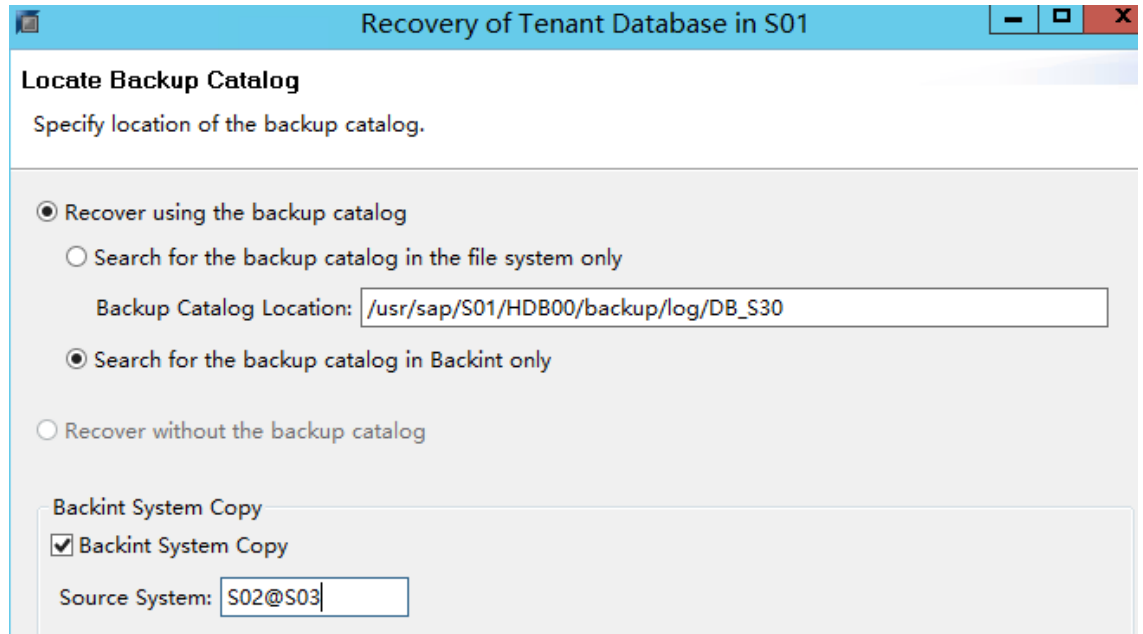 Recovery of Tenant Database in S01
x
Locate Backup Catalog
Specify location of the backup catalog.
Recover using the backup catalog
Search for the backup catalog in the file system only
Backup Catalog Location: /usr/sap/S01/HDB00/backup/log/DB_S30
Search for the backup catalog in Backint only
Recover without the backup catalog
Backint System Copy
Backint System Copy
Source System: S02@S03